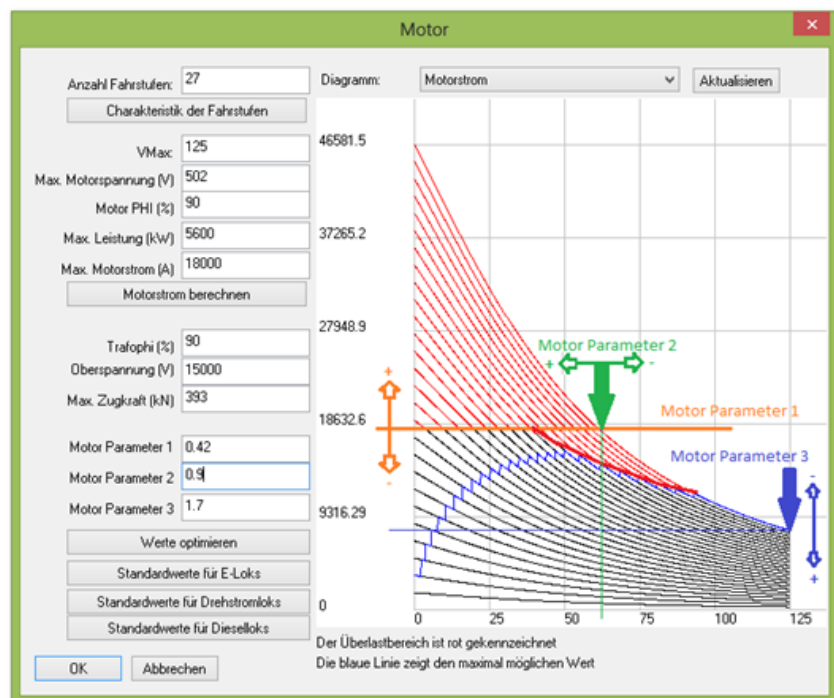 Motor
Anzahl Fahrstufen: 27
Charakteristik der Fahrstufen
VMax: 125
Max. Motorspannung (V) 502
Motor PHI (%) 90
Max. Leistung (kW) 5600
Max. Motorstrom (A) 18000
Motorstrom berechnen
Trafophi (%) 90
Oberspannung (V) 15000
Max. Zugkraft (kN) 393
Motor Parameter 1 0.42
Motor Parameter 2 0.9
Motor Parameter 3 1.7
Werte optimieren
Standardwerte für E-Loks
Standardwerte für Drehstromloks
Standardwerte für Dieselloks
OK Abbrechen
Diagramm: Motorstrom Aktualisieren
46581.5
37265.2
27948.9
18632.6
9316.29
0
Motor Parameter 2
+ -
+
Motor Parameter 1
-
Motor Parameter 3
-
+
0 25 50 75 100 125
Der Überlastbereich ist rot gekennzeichnet
Die blaue Linie zeigt den maximal möglichen Wert